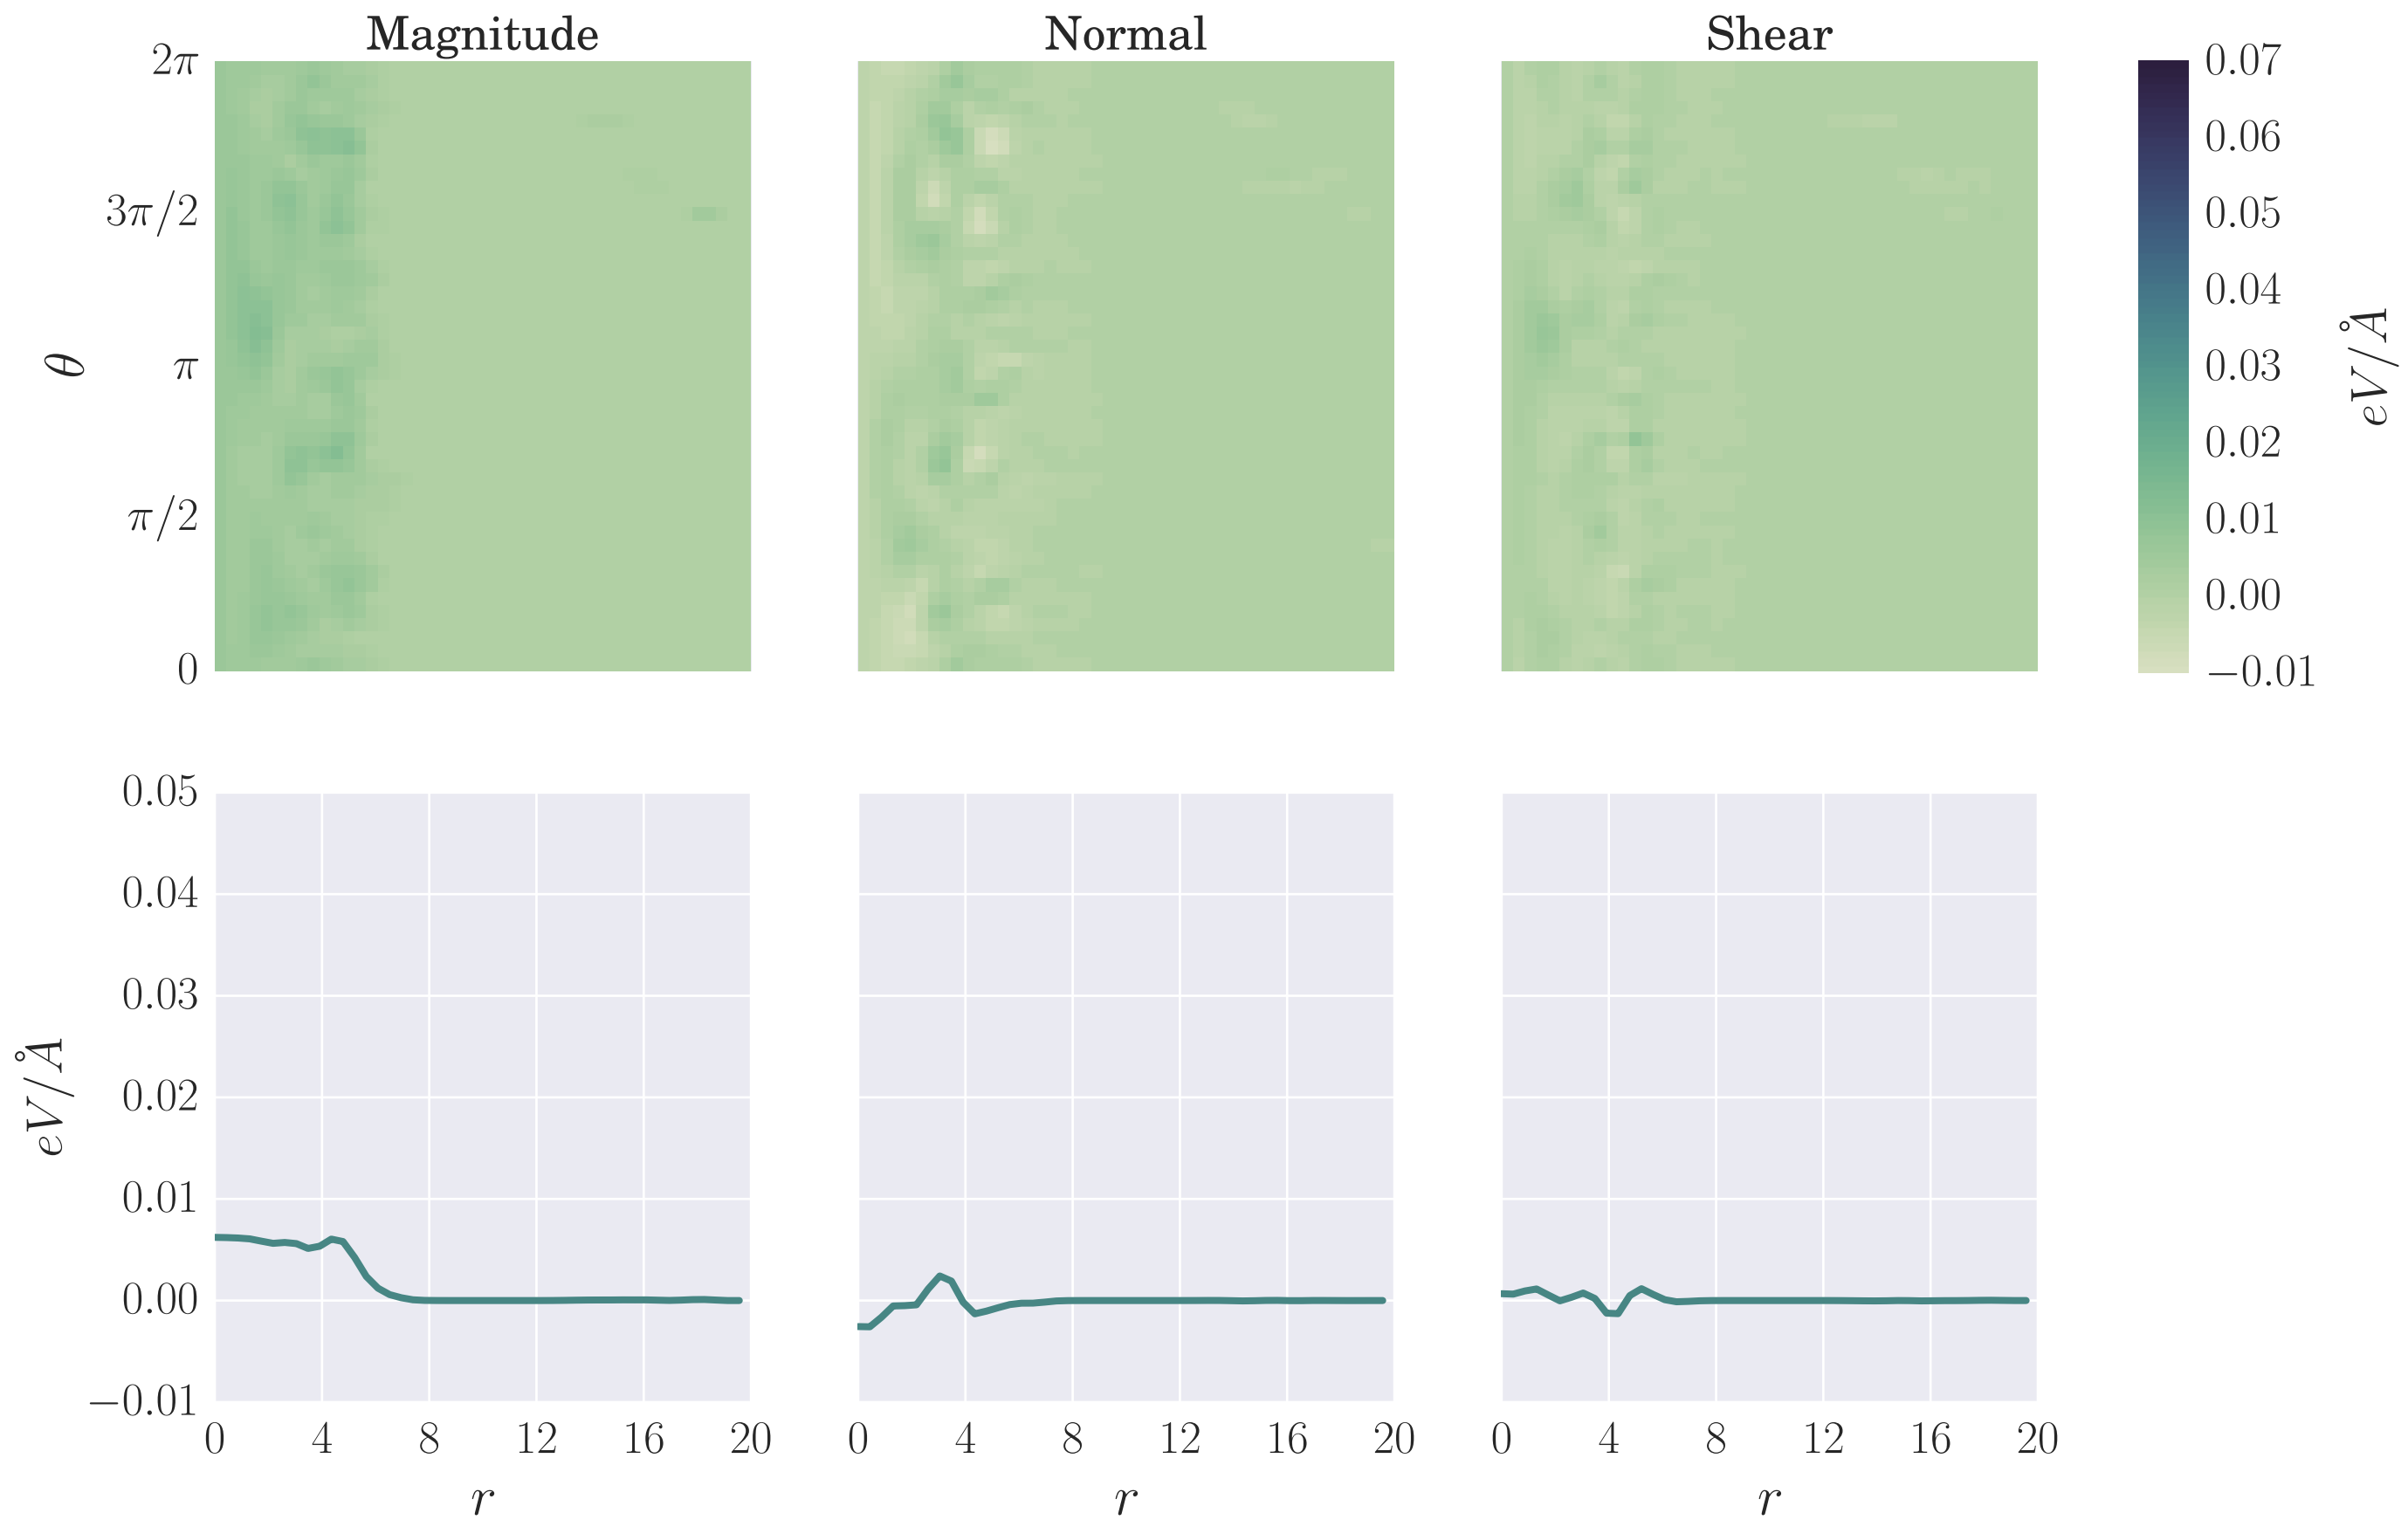 Magnitude Normal Shear
2π
3π/2
π
π/2
0
θ
0.07
0.06
0.05
0.04
0.03
0.02
0.01
0.00
−0.01
eV/Å
0.05
0.04
0.03
0.02
0.01
0.00
−0.01
eV/Å
0 4 8 12 16 20 0 4 8 12 16 20 0 4 8 12 16 20
r r r